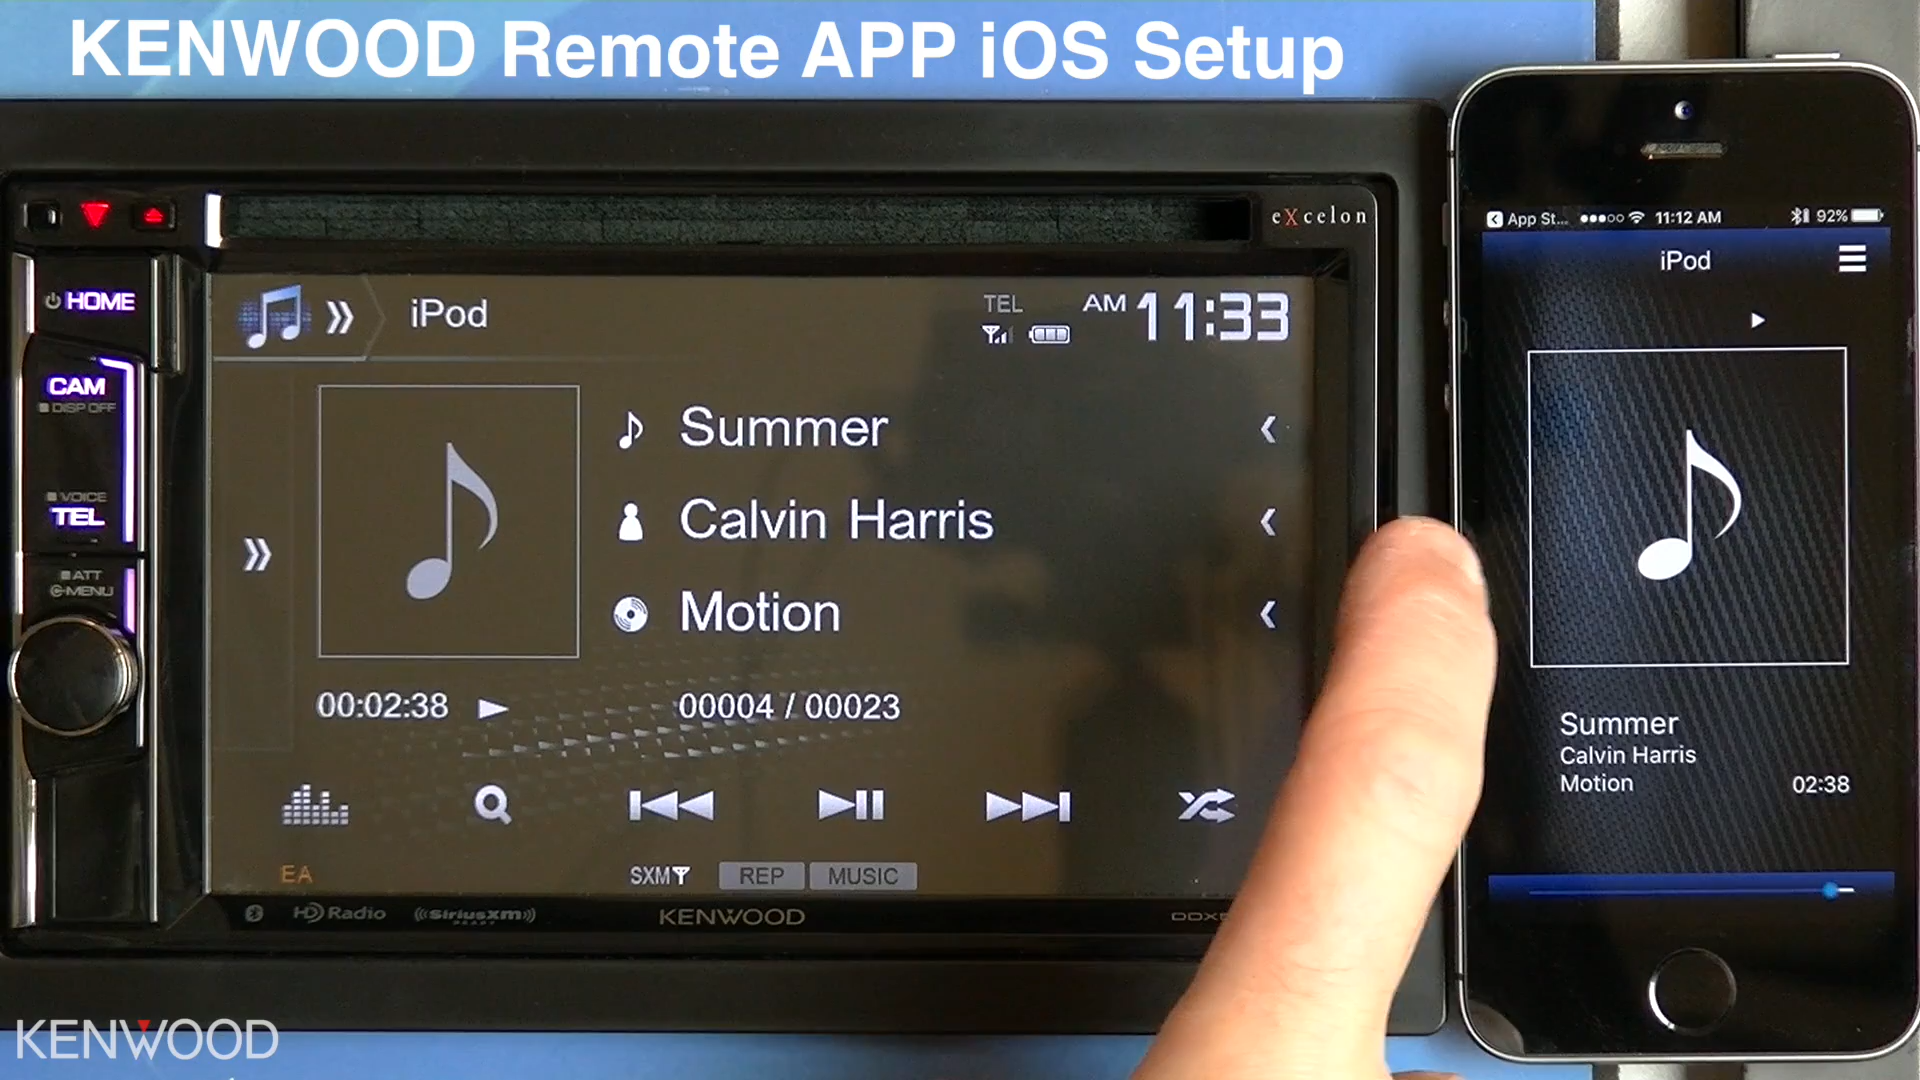 KENWOOD Remote APP iOS Setup
eXcelon
HOME
CAM
DISP OFF
VOICE
TEL
ATT
C-MENU
iPod
TEL
AM 11:33
Summer
Calvin Harris
Motion
00:02:38
00004 / 00023
EA
SXM
REP
MUSIC
HD Radio
((SiriusXm))
READY
KENWOOD
App St...
11:12 AM
92%
iPod
Summer
Calvin Harris
Motion
02:38
KENWOOD